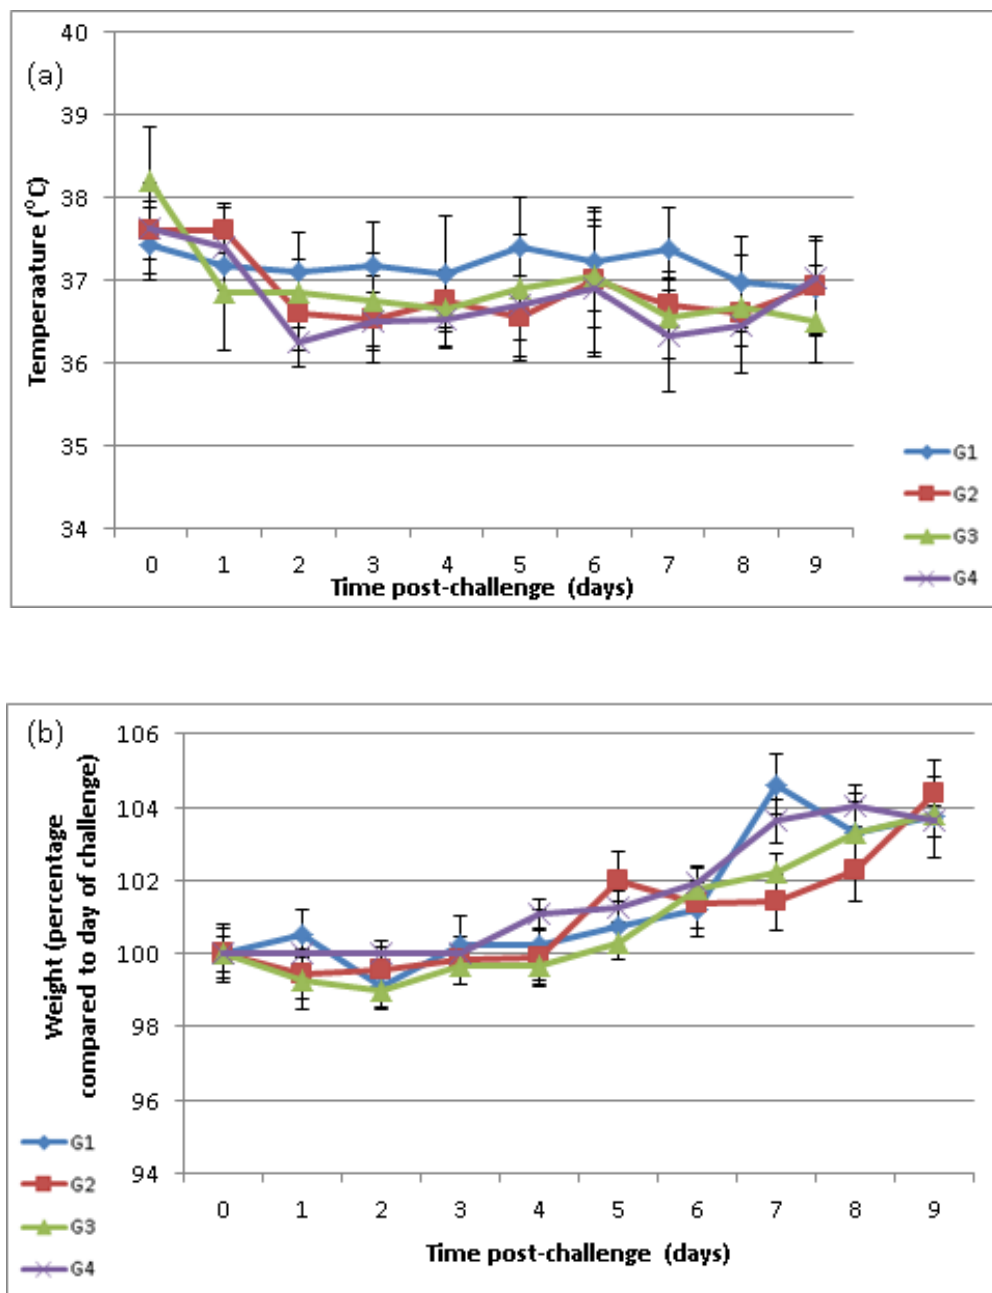 (a)
Temperaature (°C)
40
39
38
37
36
35
34
0 1 2 3 4 5 6 7 8 9
Time post-challenge (days)
G1
G2
G3
G4
(b)
Weight (percentage
compared to day of challenge)
106
104
102
100
98
96
94
0 1 2 3 4 5 6 7 8 9
Time post-challenge (days)
G1
G2
G3
G4